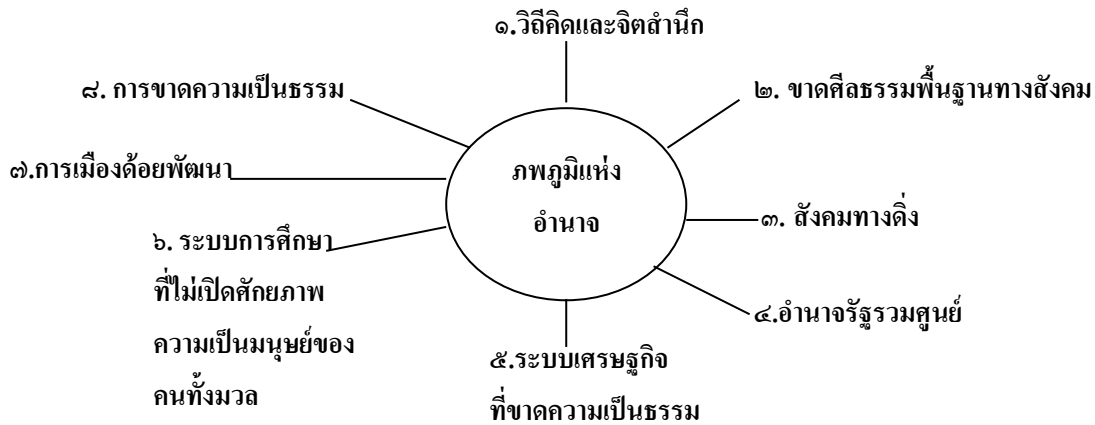 ๑.วิถีคิดและจิตสำนึก
๘. การขาดความเป็นธรรม
๒. ขาดศีลธรรมพื้นฐานทางสังคม
๗.การเมืองด้อยพัฒนา
ภพภูมิแห่ง
อำนาจ
๓. สังคมทางดิ่ง
๖. ระบบการศึกษา
ที่ไม่เปิดศักยภาพ
ความเป็นมนุษย์ของ
คนทั้งมวล
๔.อำนาจรัฐรวมศูนย์
๕.ระบบเศรษฐกิจ
ที่ขาดความเป็นธรรม